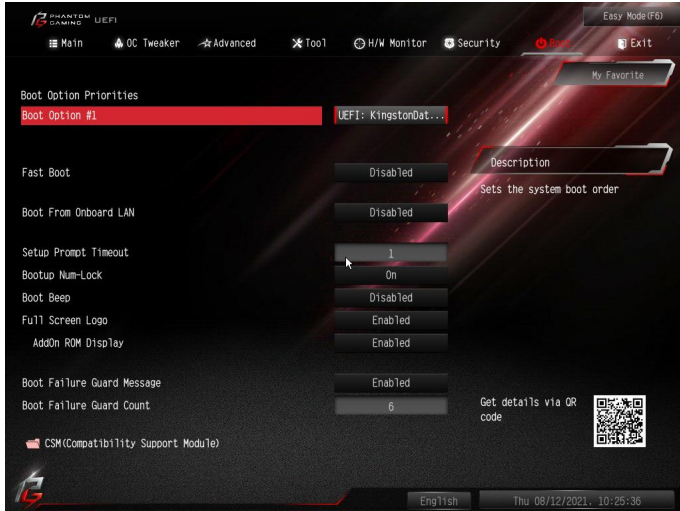 PHANTOM GAMING UEFI
Easy Mode(F6)
Main OC Tweaker Advanced Tool H/W Monitor Security Boot Exit
My Favorite
Boot Option Priorities
Boot Option #1 UEFI: KingstonDat...
Description
Fast Boot Disabled
Sets the system boot order
Boot From Onboard LAN Disabled
Setup Prompt Timeout 1
Bootup Num-Lock On
Boot Beep Disabled
Full Screen Logo Enabled
AddOn ROM Display Enabled
Boot Failure Guard Message Enabled
Boot Failure Guard Count 6
Get details via QR
code
CSM(Compatibility Support Module)
English Thu 08/12/2021. 10:25:36